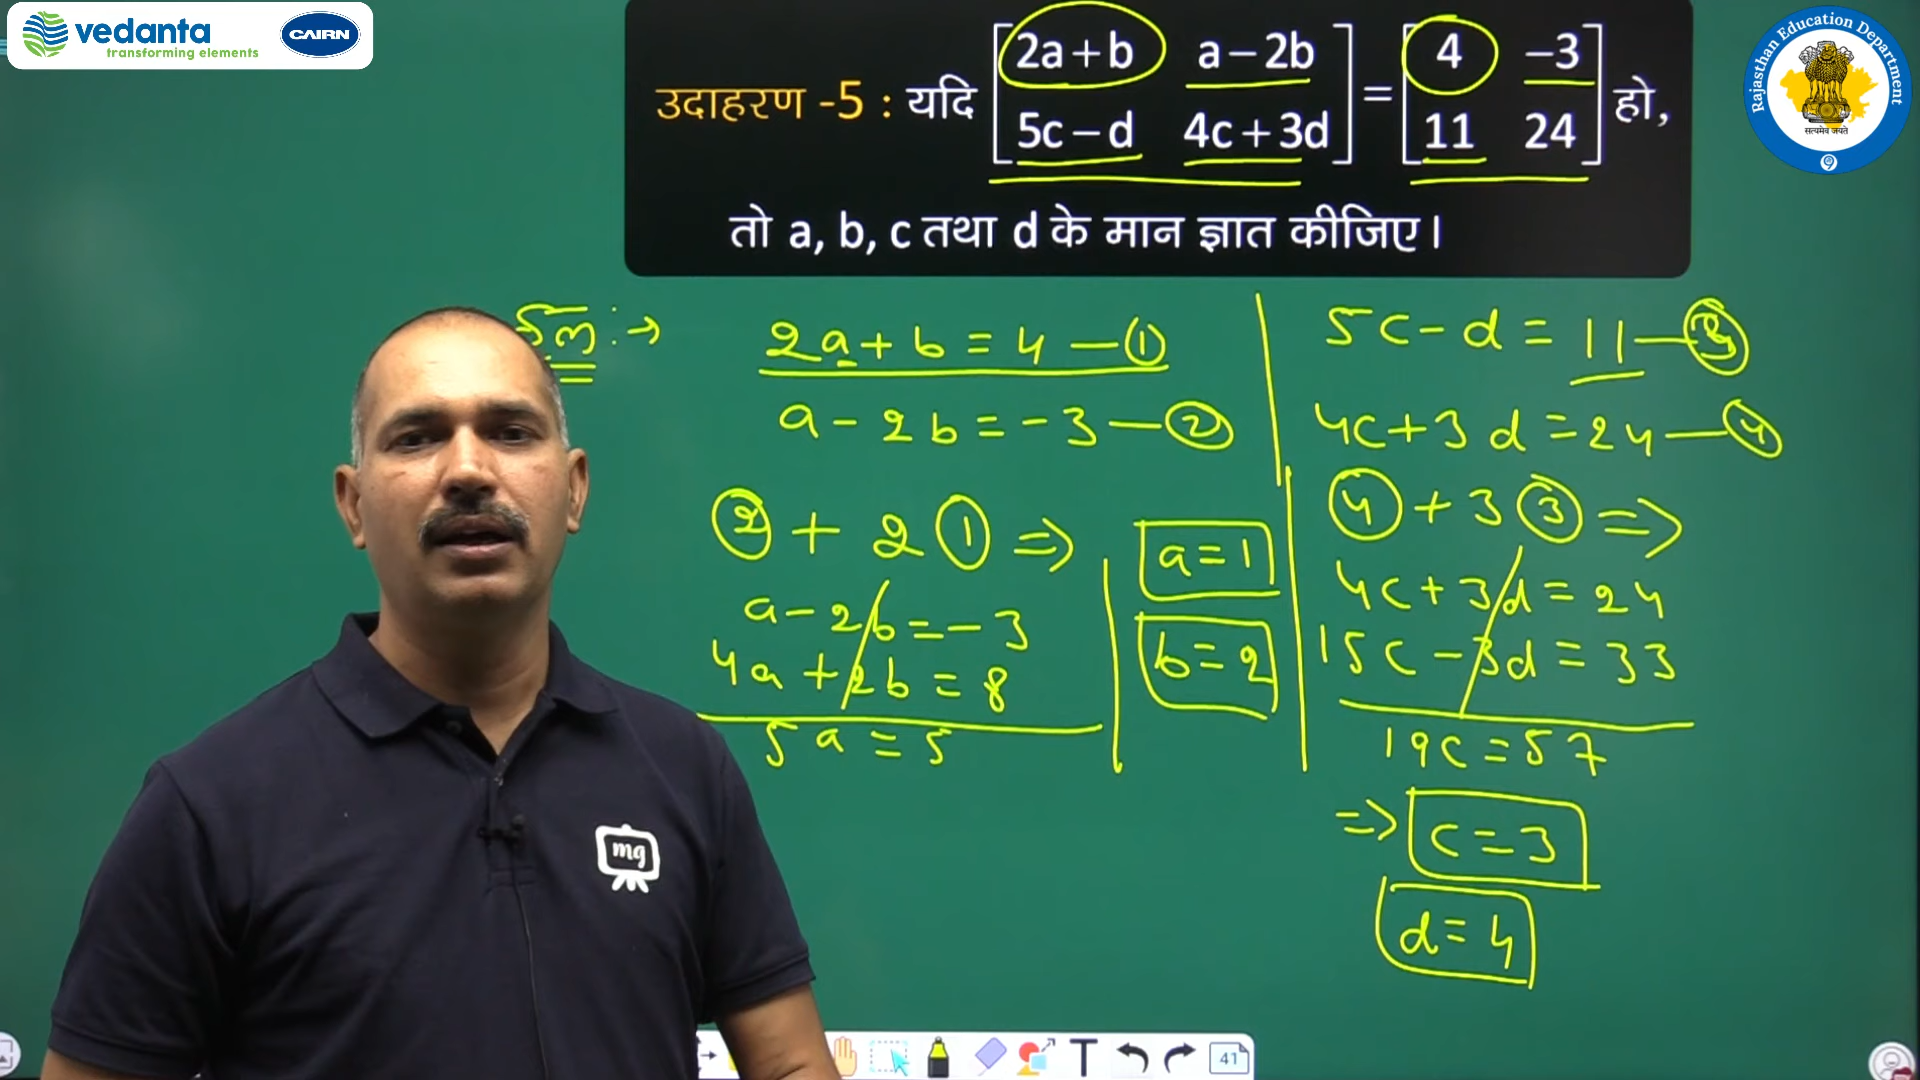 vedanta
transforming elements
CAIRN
Rajasthan Education Department
सत्यमेव जयते
उदाहरण -5 : यदि [2a+b a-2b] = [4 -3] हो,
[5c-d 4c+3d] [11 24]
तो a, b, c तथा d के मान ज्ञात कीजिए।
हल :→
2a+b=4—①
a-2b=-3—②
②+2①⇒
a-2b=-3
4a+2b=8
5a=5
a=1
b=2
5c-d=11—③
4c+3d=24—④
④+3③⇒
4c+3d=24
15c-3d=33
19c=57
⇒ c=3
d=4
mg
T
41